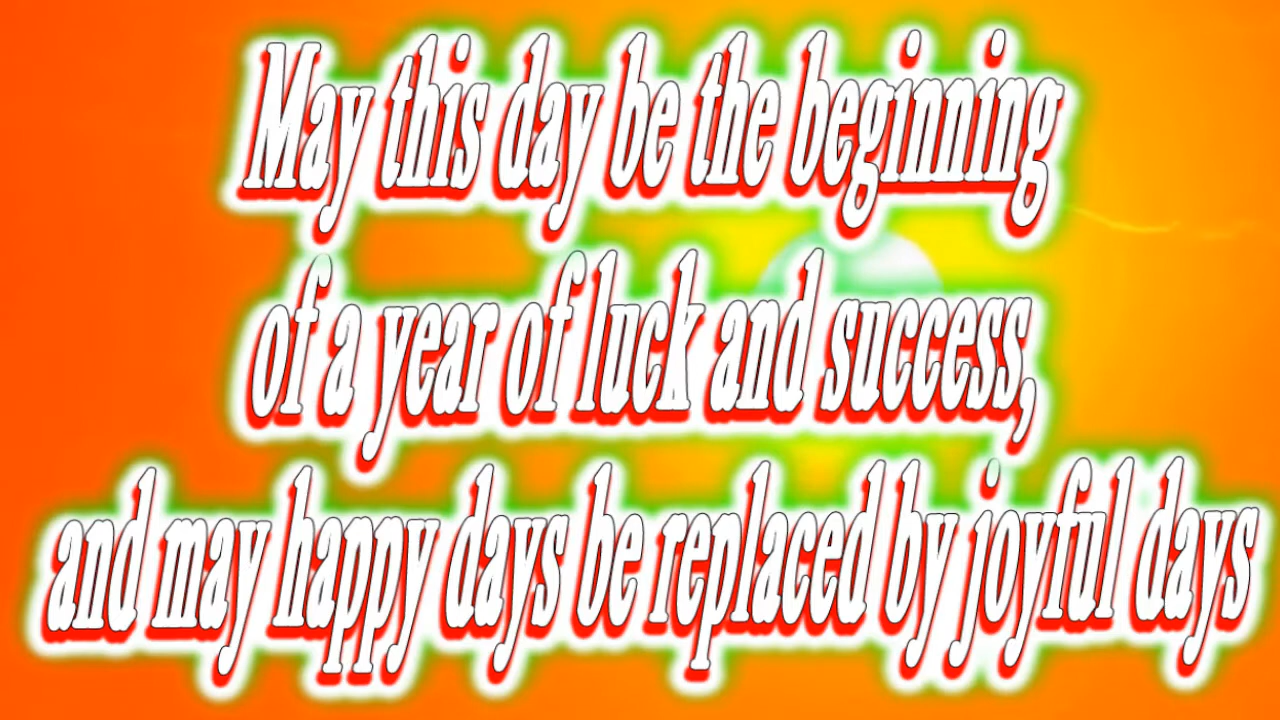 May this day be the beginning
of a year of luck and success,
and may happy days be replaced by joyful days